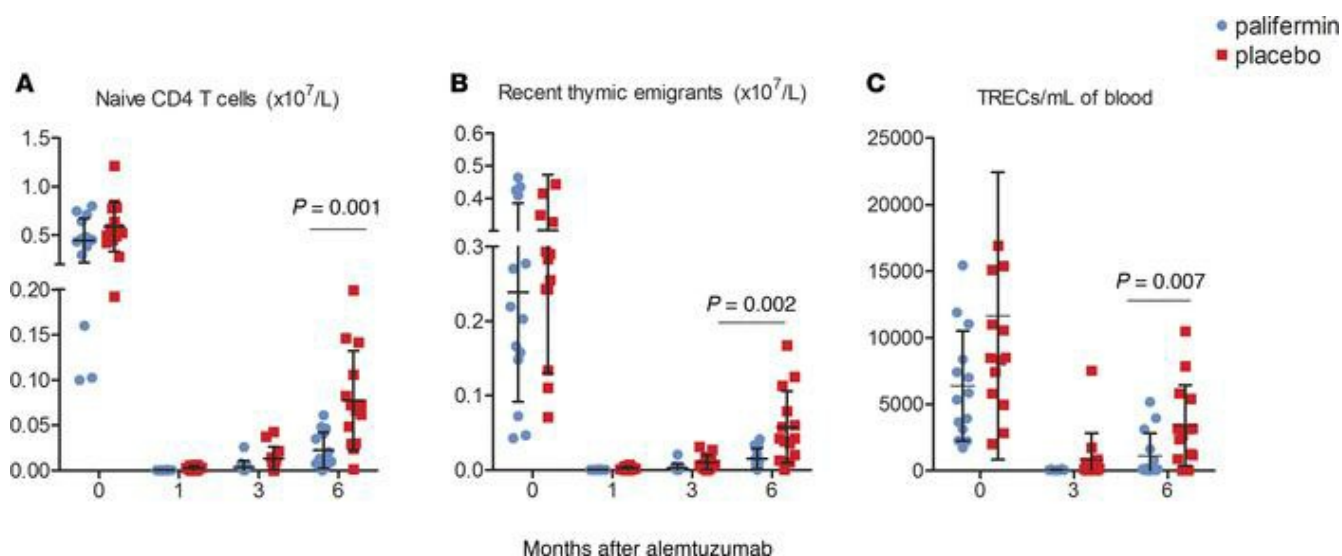 palifermin
placebo
A
Naive CD4 T cells (x10⁷/L)
1.5
1.0
0.5
0.20
0.15
0.10
0.05
0.00
P = 0.001
0
1
3
6
B
Recent thymic emigrants (x10⁷/L)
0.6
0.5
0.4
0.3
0.2
0.1
0.0
P = 0.002
0
1
3
6
C
TRECs/mL of blood
25000
20000
15000
10000
5000
0
P = 0.007
0
3
6
Months after alemtuzumab